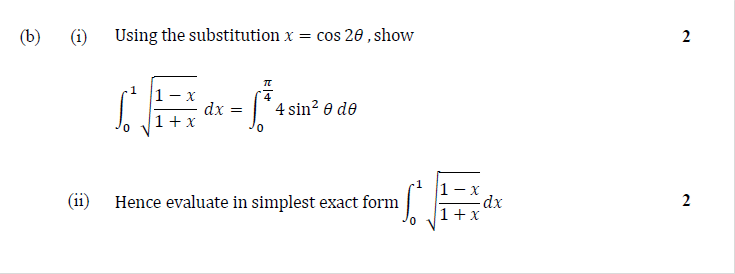 (b) (i) Using the substitution x = cos 2θ , show 2
∫₀¹ √((1 − x)/(1 + x)) dx = ∫₀^(π/4) 4 sin² θ dθ
(ii) Hence evaluate in simplest exact form ∫₀¹ √((1 − x)/(1 + x)) dx 2